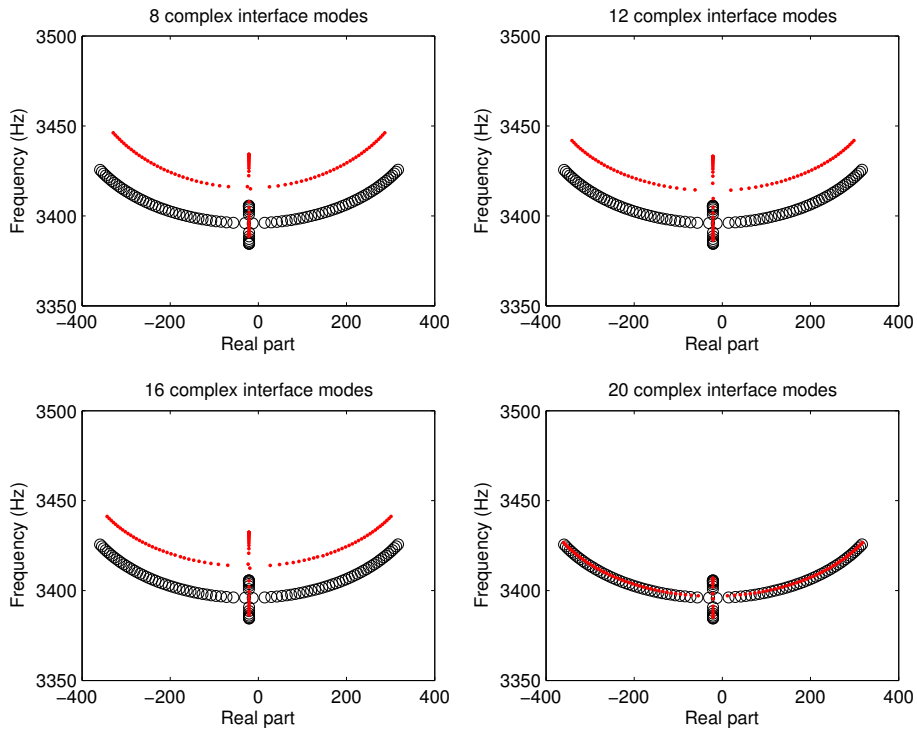 8 complex interface modes
3500
3450
3400
3350
Frequency (Hz)
−400 −200 0 200 400
Real part
12 complex interface modes
3500
3450
3400
3350
Frequency (Hz)
−400 −200 0 200 400
Real part
16 complex interface modes
3500
3450
3400
3350
Frequency (Hz)
−400 −200 0 200 400
Real part
20 complex interface modes
3500
3450
3400
3350
Frequency (Hz)
−400 −200 0 200 400
Real part